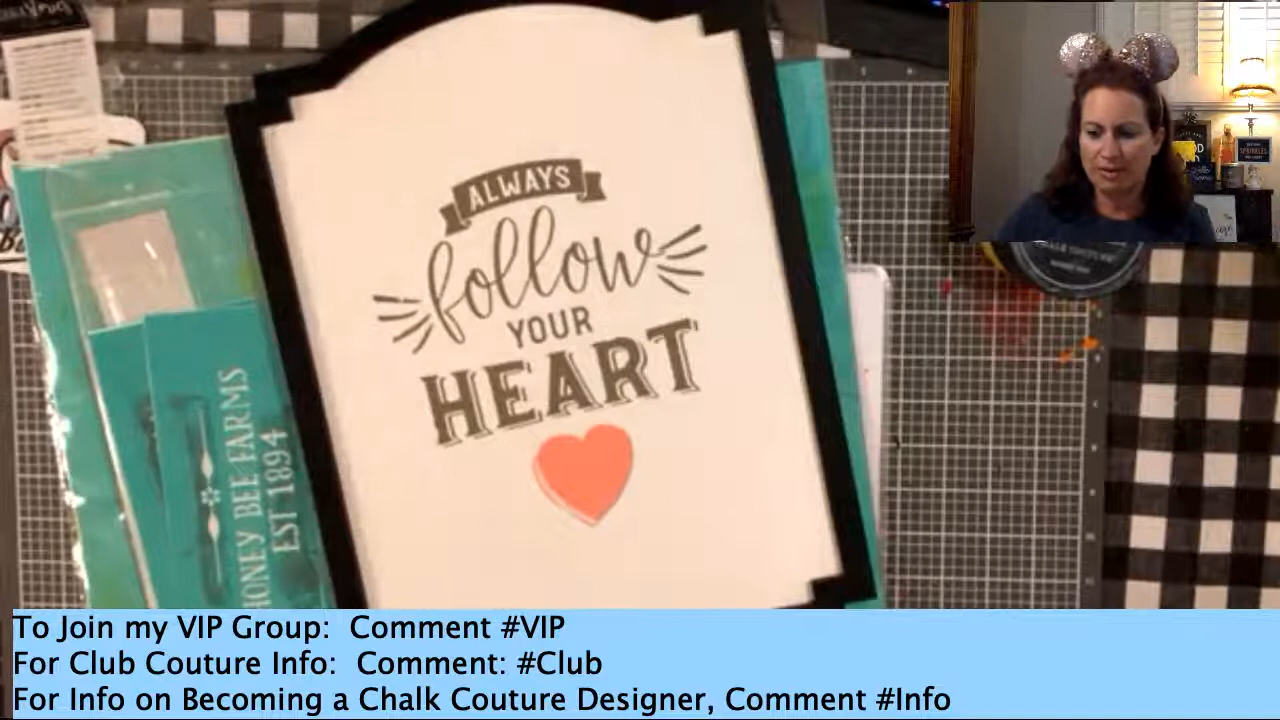 ALWAYS
follow
YOUR
HEART
HONEY BEE FARMS
EST 1894
To Join my VIP Group: Comment #VIP
For Club Couture Info: Comment: #Club
For Info on Becoming a Chalk Couture Designer, Comment #Info